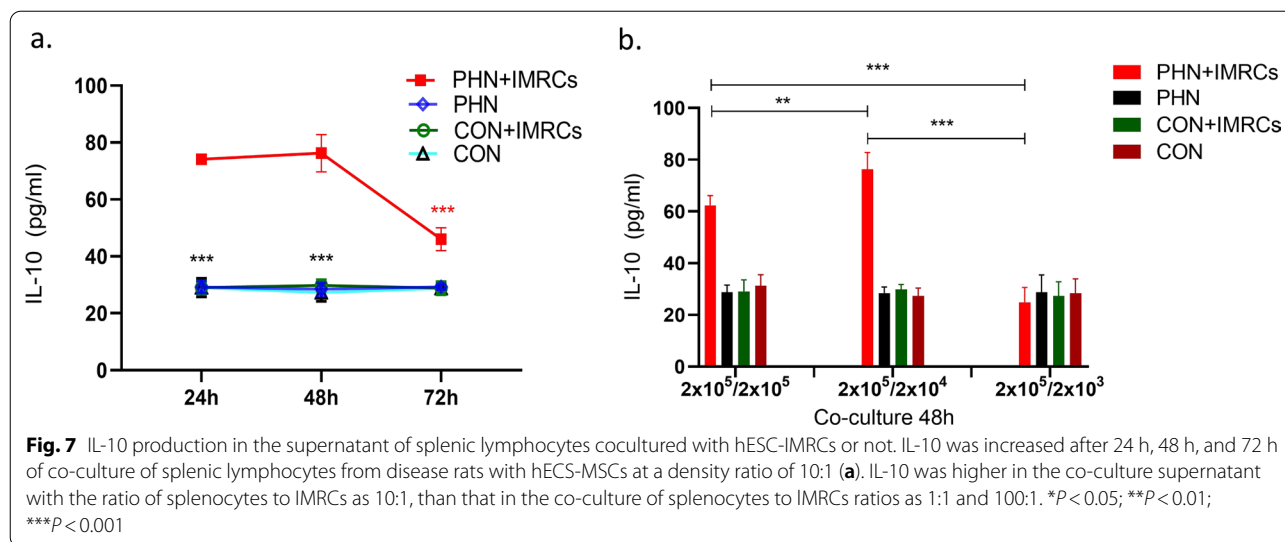 a.
PHN+IMRCs
PHN
CON+IMRCs
CON
IL-10 (pg/ml)
100
80
60
40
20
0
***
***
***
24h
48h
72h
b.
PHN+IMRCs
PHN
CON+IMRCs
CON
IL-10 (pg/ml)
100
80
60
40
20
0
***
**
***
2x10⁵/2x10⁵
2x10⁵/2x10⁴
2x10⁵/2x10³
Co-culture 48h
Fig. 7 IL-10 production in the supernatant of splenic lymphocytes cocultured with hESC-IMRCs or not. IL-10 was increased after 24 h, 48 h, and 72 h
of co-culture of splenic lymphocytes from disease rats with hECS-MSCs at a density ratio of 10:1 (a). IL-10 was higher in the co-culture supernatant
with the ratio of splenocytes to IMRCs as 10:1, than that in the co-culture of splenocytes to IMRCs ratios as 1:1 and 100:1. *P < 0.05; **P < 0.01;
***P < 0.001